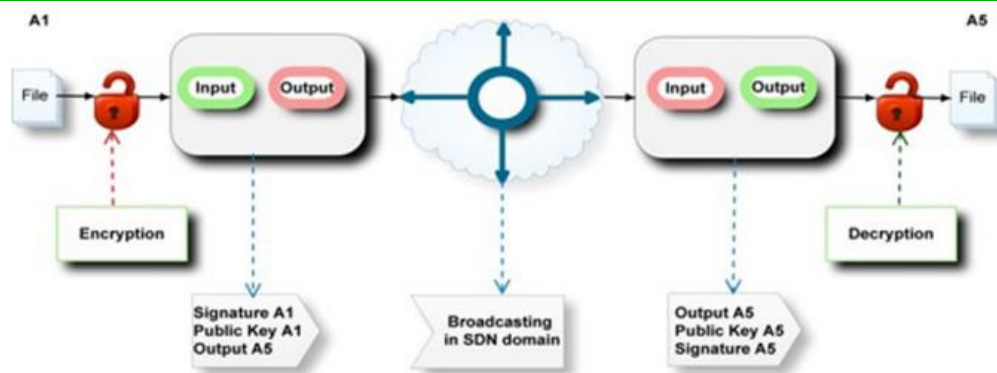 A1
A5
File
Input
Output
Input
Output
File
Encryption
Decryption
Signature A1
Public Key A1
Output A5
Broadcasting
in SDN domain
Output A5
Public Key A5
Signature A5